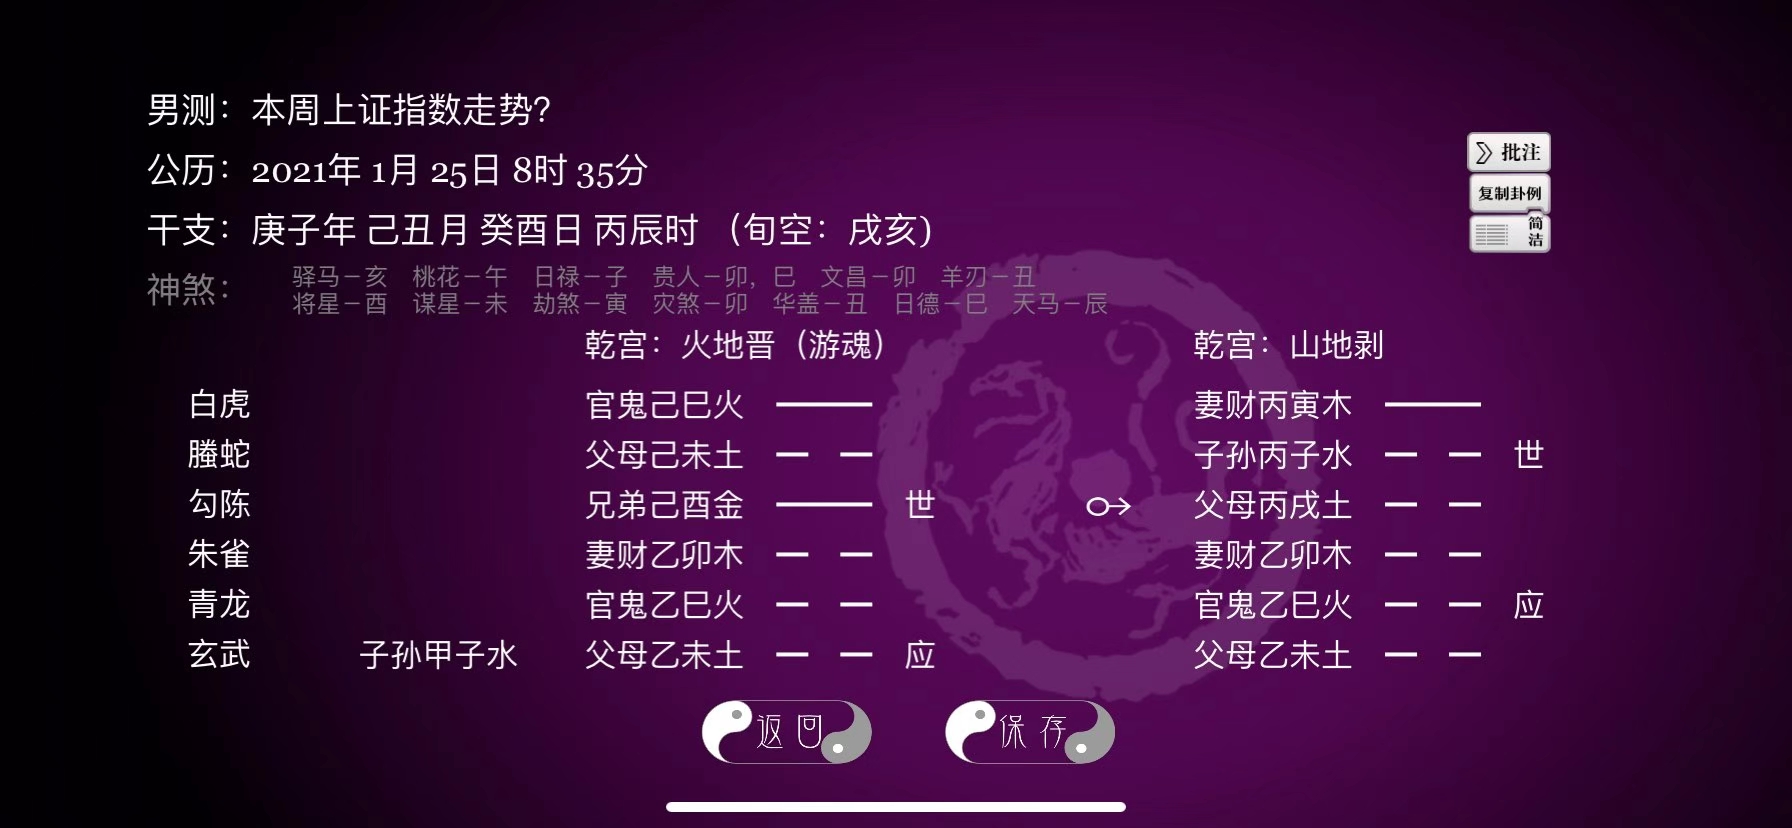 男测：本周上证指数走势？
公历：2021年 1月 25日 8时 35分
干支：庚子年 己丑月 癸酉日 丙辰时 （旬空：戌亥）
神煞：
驿马－亥 桃花－午 日禄－子 贵人－卯，巳 文昌－卯 羊刃－丑
将星－酉 谋星－未 劫煞－寅 灾煞－卯 华盖－丑 日德－巳 天马－辰
批注
复制卦例
简洁
乾宫：火地晋（游魂） 乾宫：山地剥
白虎 官鬼己巳火 妻财丙寅木
螣蛇 父母己未土 子孙丙子水 世
勾陈 兄弟己酉金 世 父母丙戌土
朱雀 妻财乙卯木 妻财乙卯木
青龙 官鬼乙巳火 官鬼乙巳火 应
玄武 子孙甲子水 父母乙未土 应 父母乙未土
返回 保存